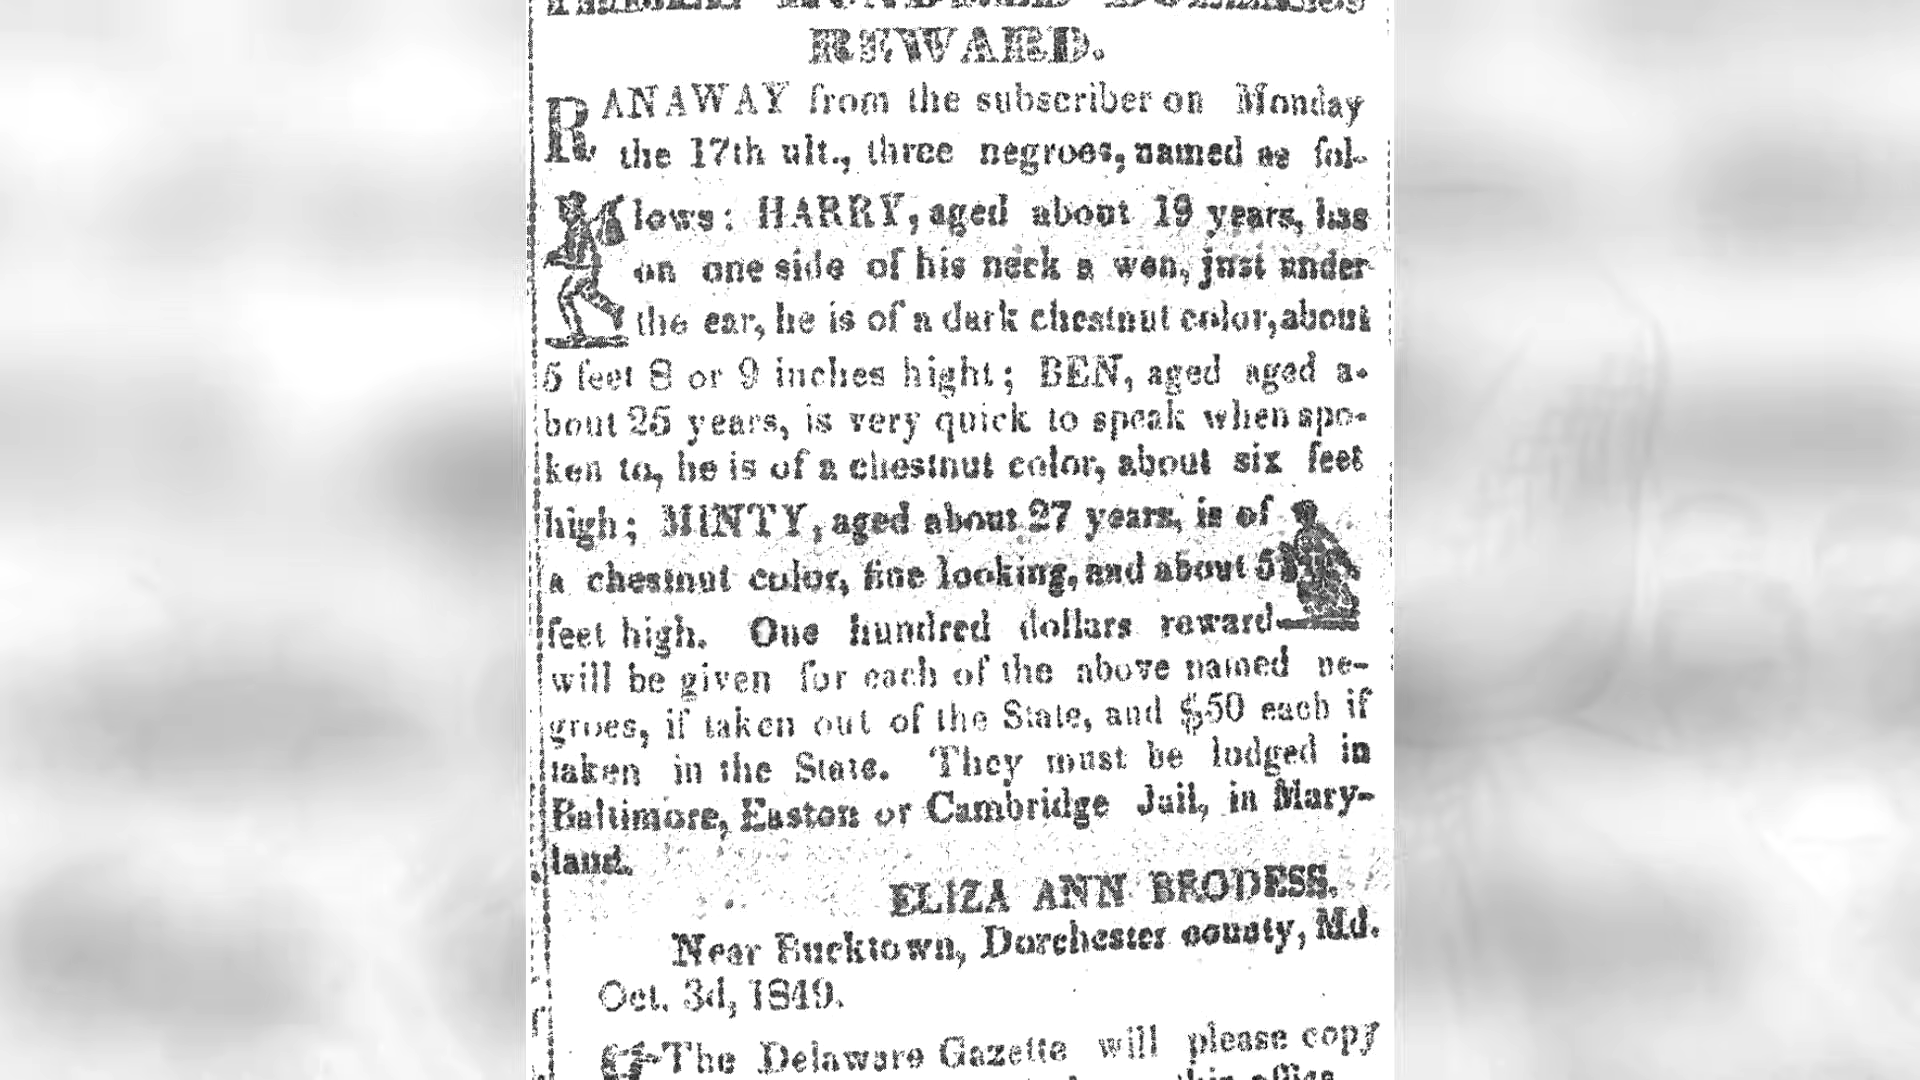 THREE HUNDRED DOLLARS
REWARD.
RANAWAY from the subscriber on Monday
the 17th ult., three negroes, named as fol-
lows: HARRY, aged about 19 years, has
on one side of his neck a wen, just under
the ear, he is of a dark chestnut color, about
5 feet 8 or 9 inches hight; BEN, aged aged a-
bout 25 years, is very quick to speak when spo-
ken to, he is of a chestnut color, about six feet
high; MINTY, aged about 27 years, is of
a chestnut color, fine looking, and about 5
feet high. One hundred dollars reward
will be given for each of the above named ne-
groes, if taken out of the State, and $50 each if
taken in the State. They must be lodged in
Baltimore, Easton or Cambridge Jail, in Mary-
land.
ELIZA ANN BRODESS.
Near Bucktown, Dorchester county, Md.
Oct. 3d, 1849.
The Delaware Gazette will please copy
this office.